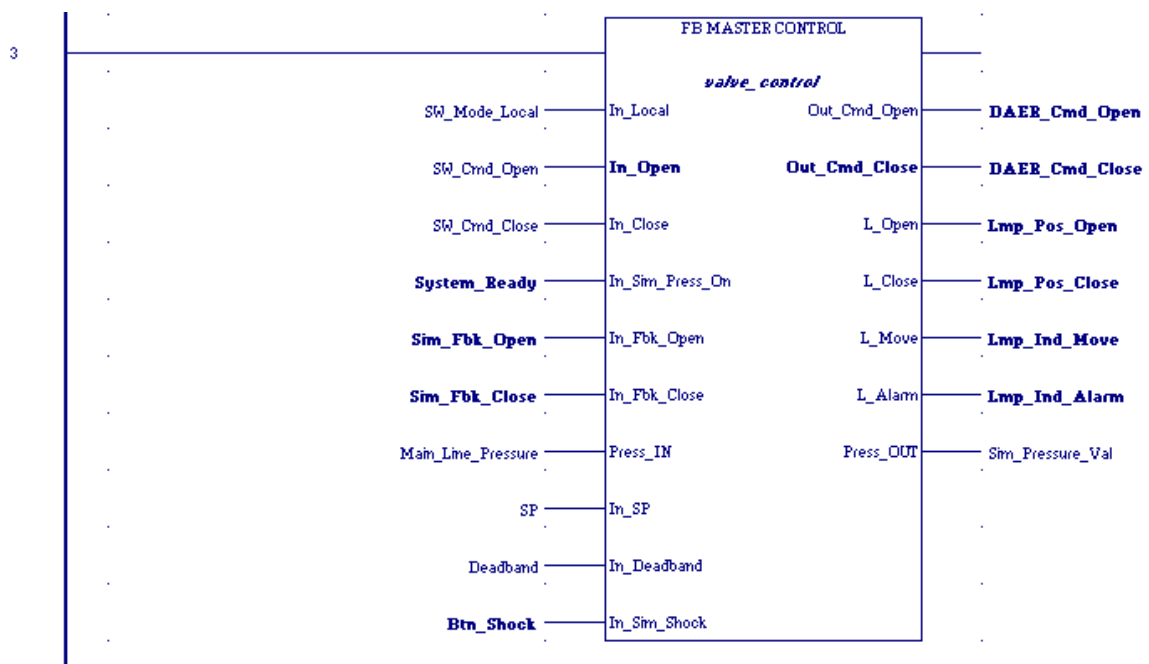 FB MASTER CONTROL
3
valve_control
SW_Mode_Local In_Local Out_Cmd_Open DAER_Cmd_Open
SW_Cmd_Open In_Open Out_Cmd_Close DAER_Cmd_Close
SW_Cmd_Close In_Close L_Open Lmp_Pos_Open
System_Ready In_Sim_Press_On L_Close Lmp_Pos_Close
Sim_Fbk_Open In_Fbk_Open L_Move Lmp_Ind_Move
Sim_Fbk_Close In_Fbk_Close L_Alarm Lmp_Ind_Alarm
Main_Line_Pressure Press_IN Press_OUT Sim_Pressure_Val
SP In_SP
Deadband In_Deadband
Btn_Shock In_Sim_Shock